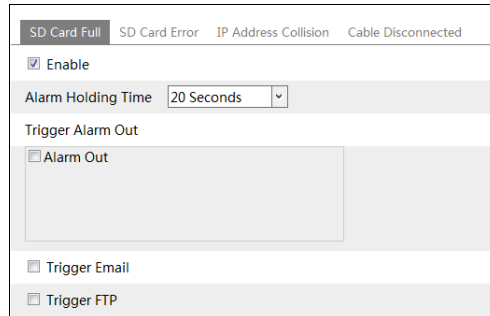 SD Card Full SD Card Error IP Address Collision Cable Disconnected
Enable
Alarm Holding Time 20 Seconds
Trigger Alarm Out
Alarm Out
Trigger Email
Trigger FTP